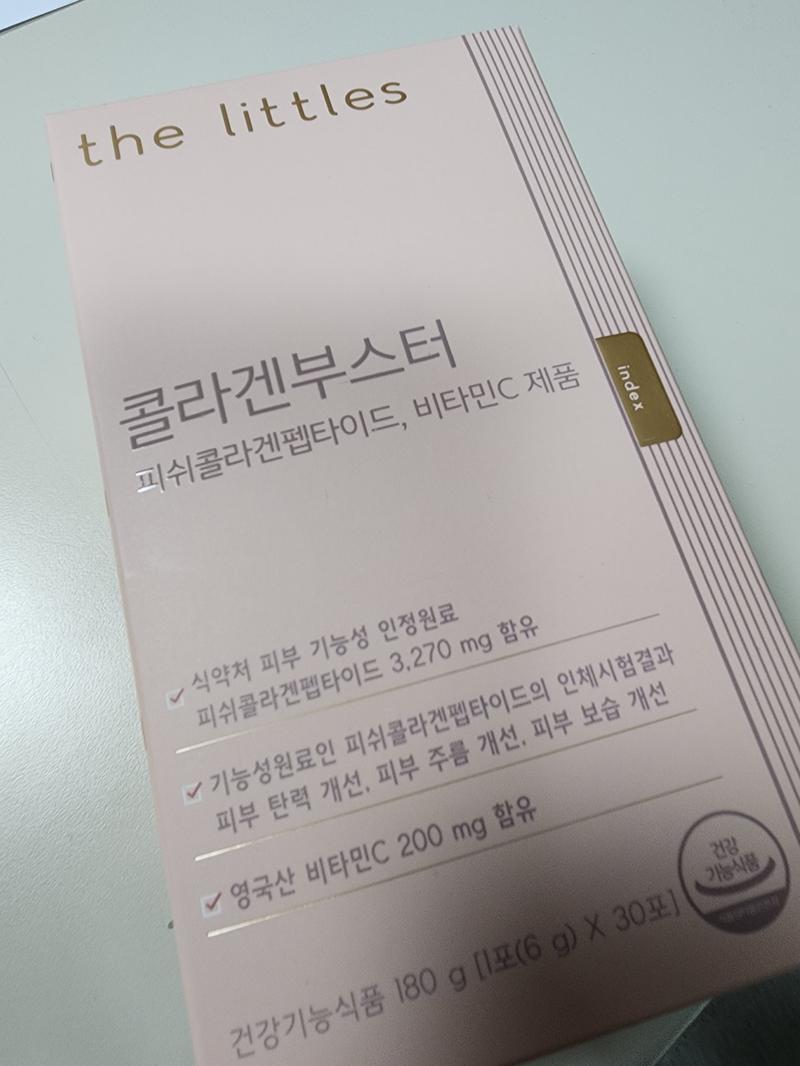 the littles
콜라겐부스터
피쉬콜라겐펩타이드, 비타민C 제품
index
식약처 피부 기능성 인정원료
피쉬콜라겐펩타이드 3,270 mg 함유
기능성원료인 피쉬콜라겐펩타이드의 인체시험결과
피부 탄력 개선, 피부 주름 개선, 피부 보습 개선
영국산 비타민C 200 mg 함유
건강
기능식품
건강기능식품 180 g [1포(6 g) X 30포]